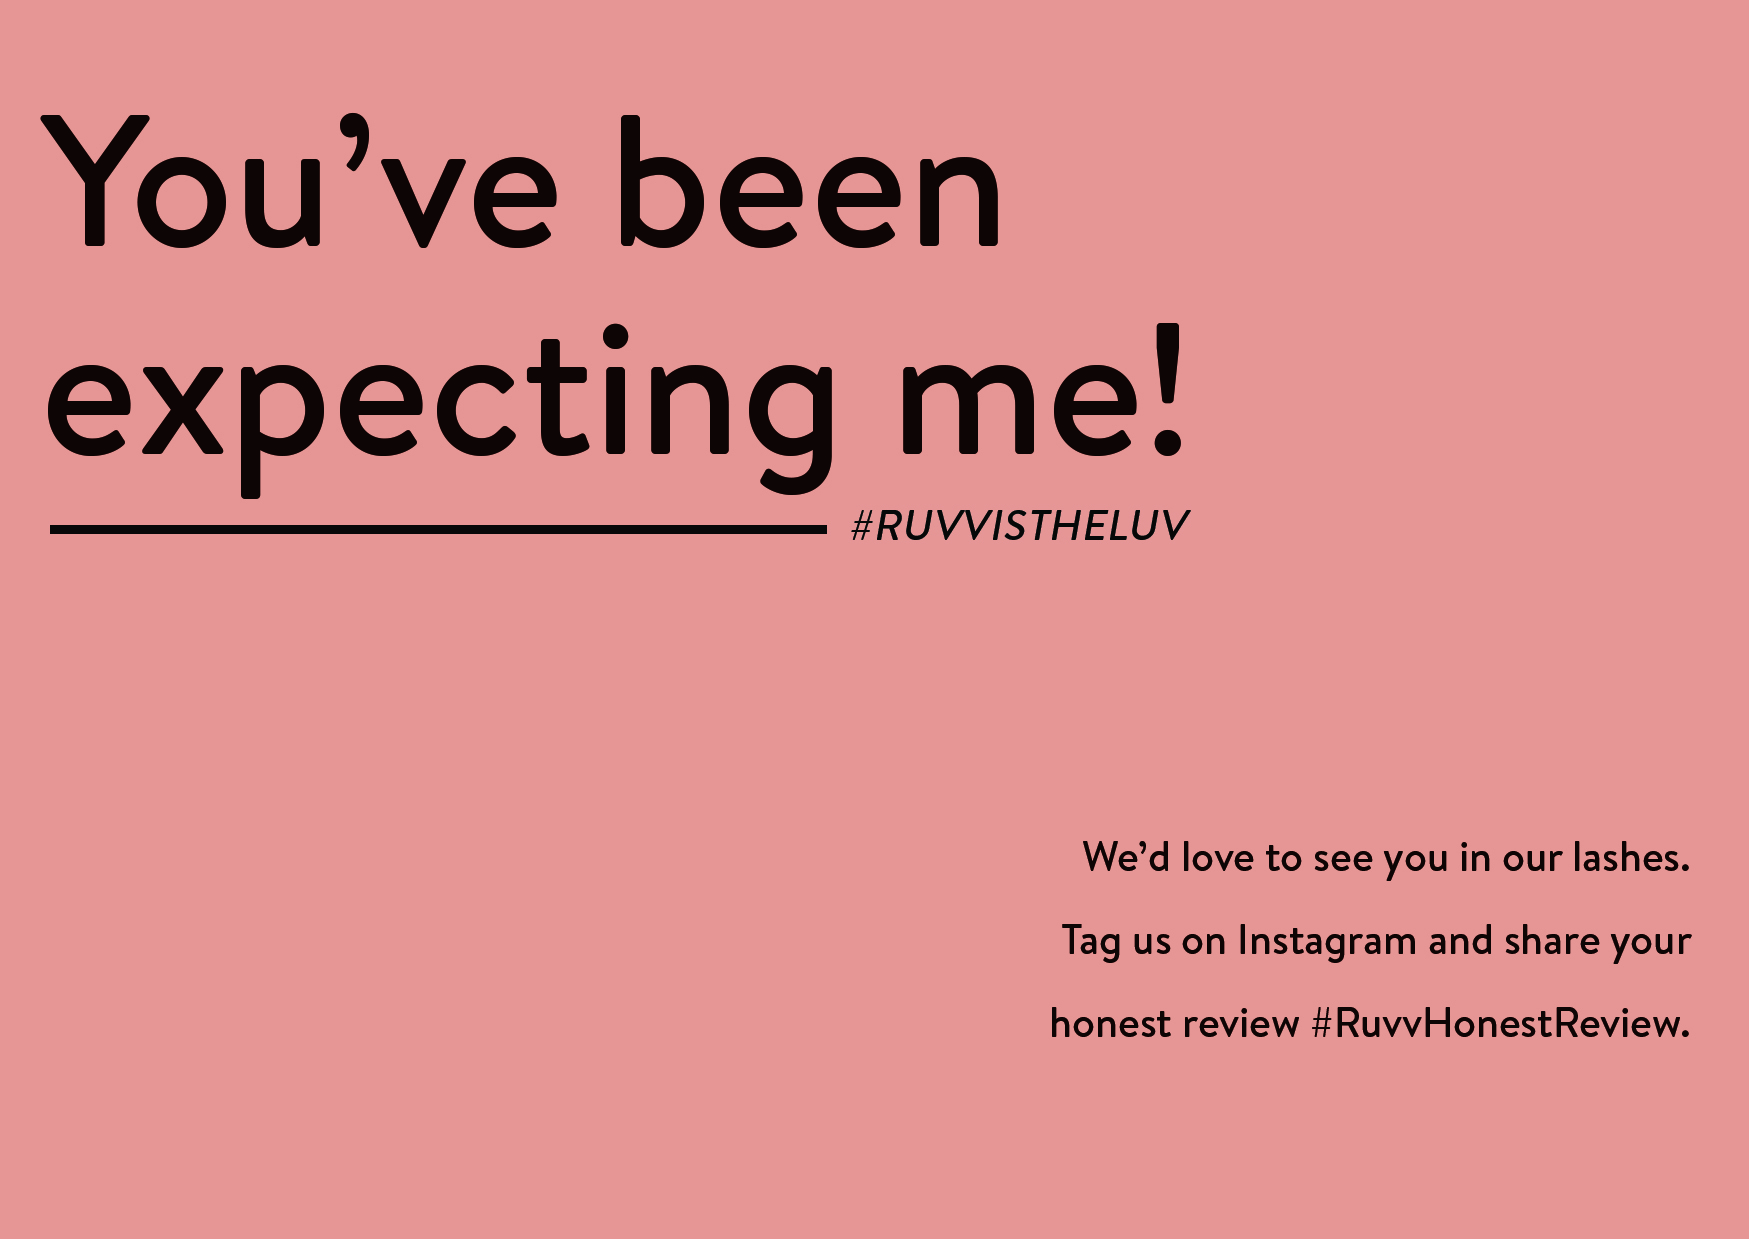 You’ve been
expecting me!
#RUVVISTHELUV
We’d love to see you in our lashes.
Tag us on Instagram and share your
honest review #RuvvHonestReview.